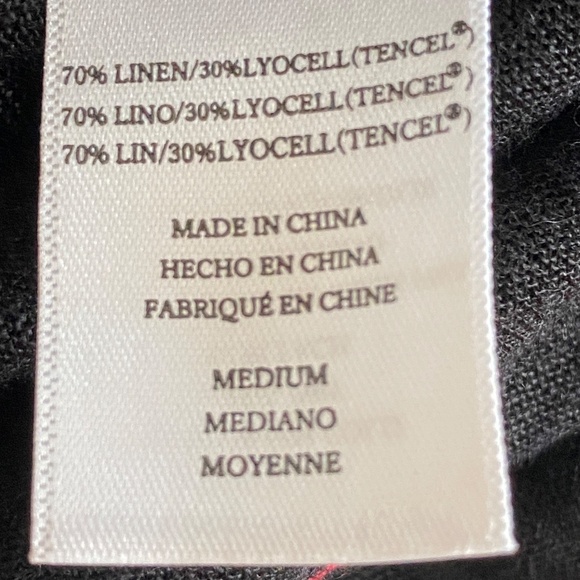 70% LINEN/30%LYOCELL(TENCEL®)
70% LINO/30%LYOCELL(TENCEL®)
70% LIN/30%LYOCELL(TENCEL®)
MADE IN CHINA
HECHO EN CHINA
FABRIQUÉ EN CHINE
MEDIUM
MEDIANO
MOYENNE